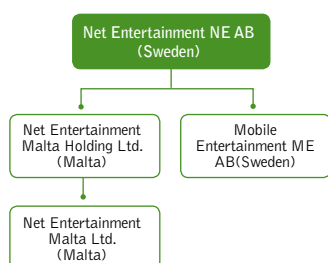 Net Entertainment NE AB
(Sweden)
Net Entertainment
Malta Holding Ltd.
(Malta)
Mobile
Entertainment ME
AB(Sweden)
Net Entertainment
Malta Ltd.
(Malta)